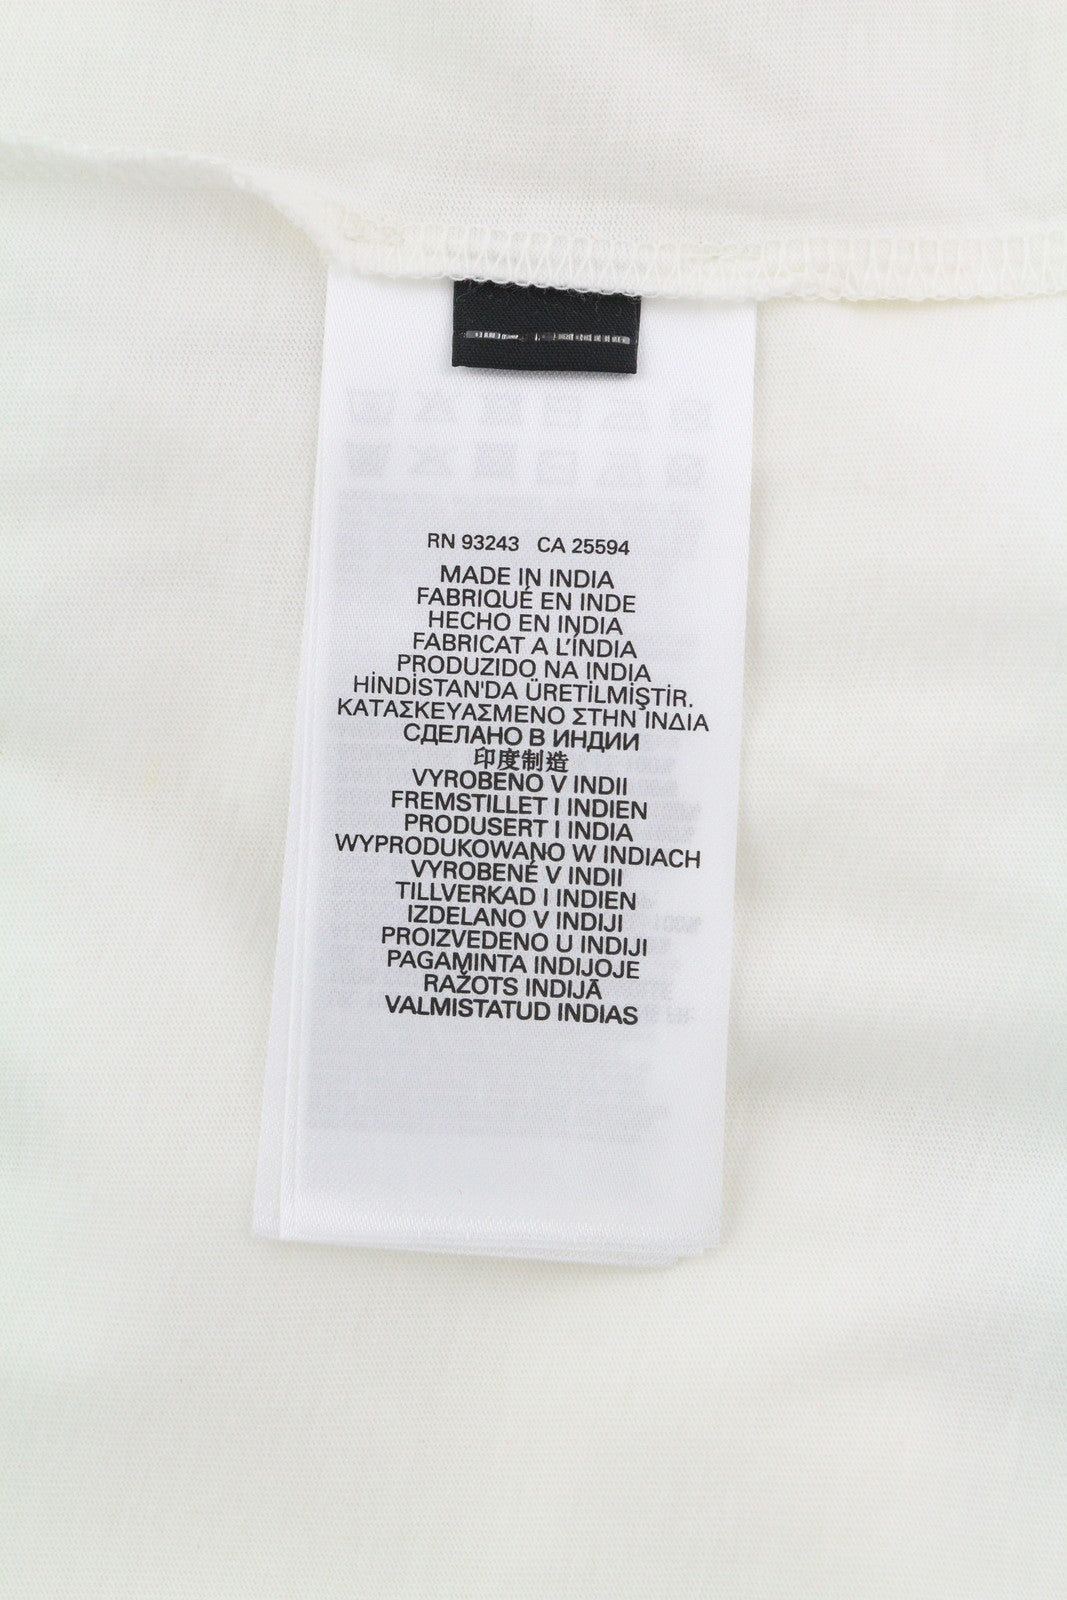 RN 93243 CA 25594
MADE IN INDIA
FABRIQUÉ EN INDE
HECHO EN INDIA
FABRICAT A L'ÍNDIA
PRODUZIDO NA INDIA
HİNDİSTAN'DA ÜRETİLMİŞTİR.
ΚΑΤΑΣΚΕΥΑΣΜΕΝΟ ΣΤΗΝ ΙΝΔΙΑ
СДЕЛАНО В ИНДИИ
印度制造
VYROBENO V INDII
FREMSTILLET I INDIEN
PRODUSERT I INDIA
WYPRODUKOWANO W INDIACH
VYROBENÉ V INDII
TILLVERKAD I INDIEN
IZDELANO V INDIJI
PROIZVEDENO U INDIJI
PAGAMINTA INDIJOJE
RAŽOTS INDIJĀ
VALMISTATUD INDIAS